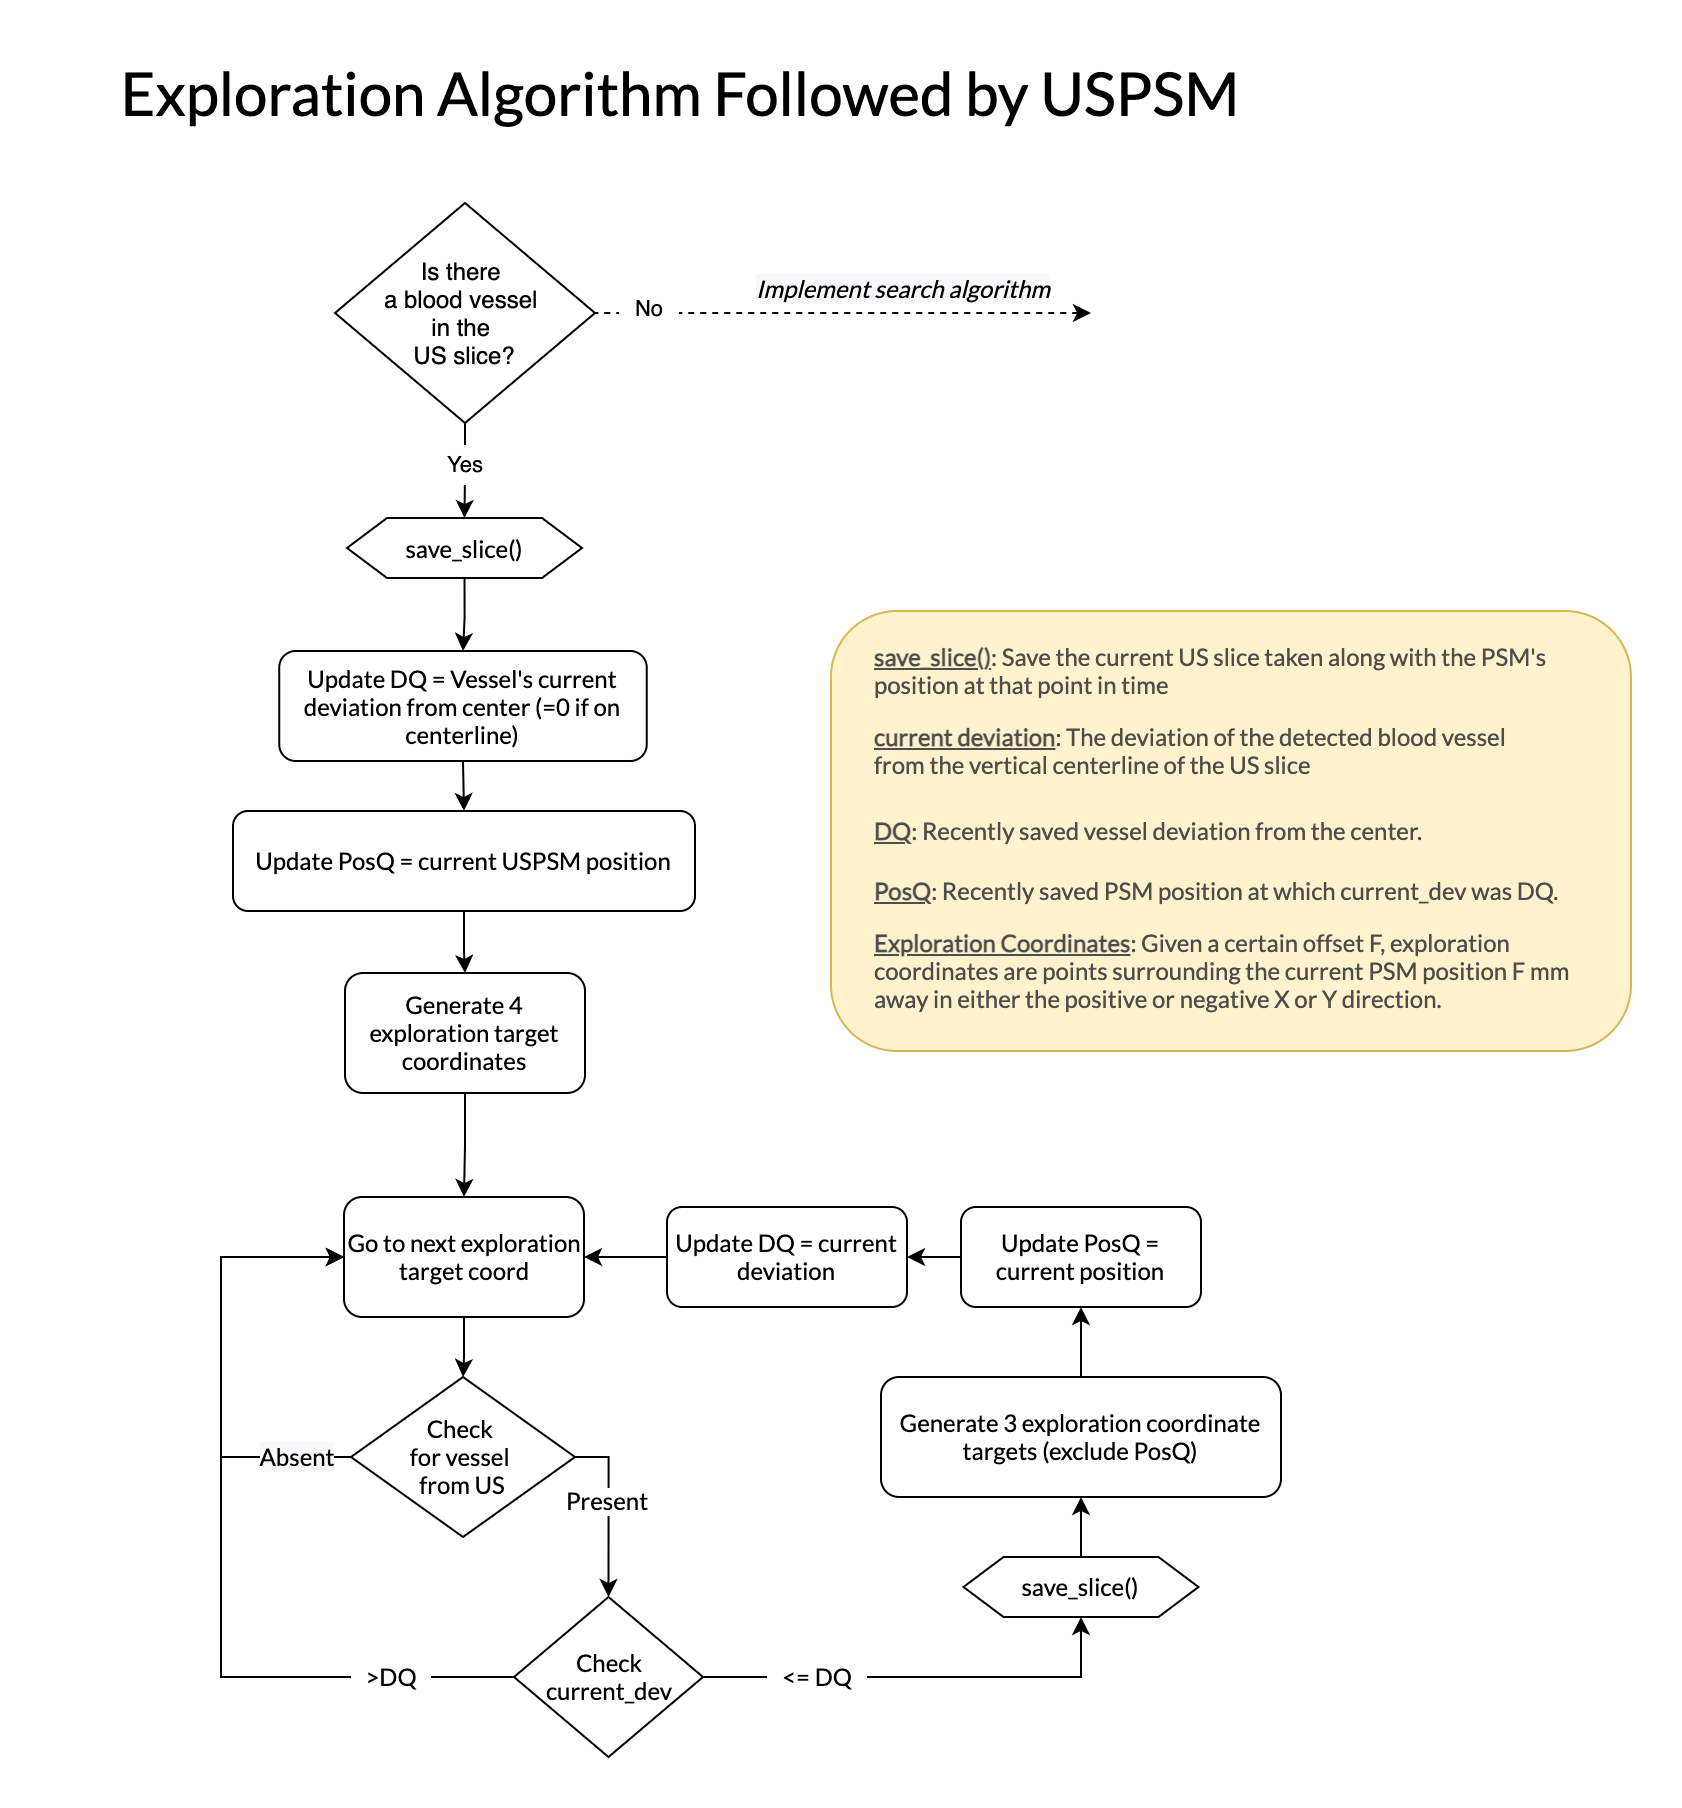 Exploration Algorithm Followed by USPSM
Is there
a blood vessel
in the
US slice?
No
Implement search algorithm
Yes
save_slice()
Update DQ = Vessel's current
deviation from center (=0 if on
centerline)
Update PosQ = current USPSM position
Generate 4
exploration target
coordinates
save_slice(): Save the current US slice taken along with the PSM's
position at that point in time
current deviation: The deviation of the detected blood vessel
from the vertical centerline of the US slice
DQ: Recently saved vessel deviation from the center.
PosQ: Recently saved PSM position at which current_dev was DQ.
Exploration Coordinates: Given a certain offset F, exploration
coordinates are points surrounding the current PSM position F mm
away in either the positive or negative X or Y direction.
Go to next exploration
target coord
Update DQ = current
deviation
Update PosQ =
current position
Check
for vessel
from US
Absent
Present
Generate 3 exploration coordinate
targets (exclude PosQ)
save_slice()
Check
current_dev
>DQ
<= DQ